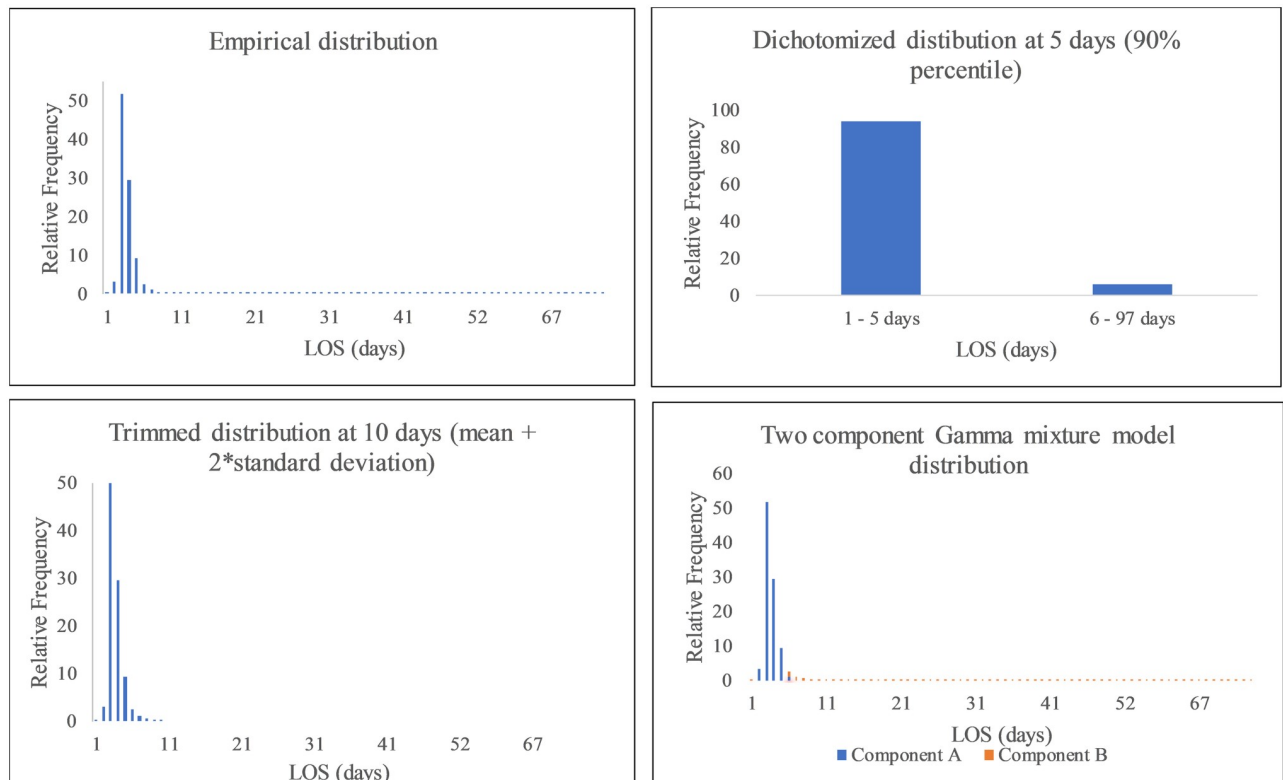 Empirical distribution
Relative Frequency
50
40
30
20
10
0
1 11 21 31 41 52 67
LOS (days)
Dichotomized distibution at 5 days (90%
percentile)
Relative Frequency
100
80
60
40
20
0
1 - 5 days 6 - 97 days
LOS (days)
Trimmed distribution at 10 days (mean +
2*standard deviation)
Relative Frequency
50
40
30
20
10
0
1 11 21 31 41 52 67
LOS (days)
Two component Gamma mixture model
distribution
Relative Frequency
60
50
40
30
20
10
0
1 11 21 31 41 52 67
LOS (days)
Component A Component B